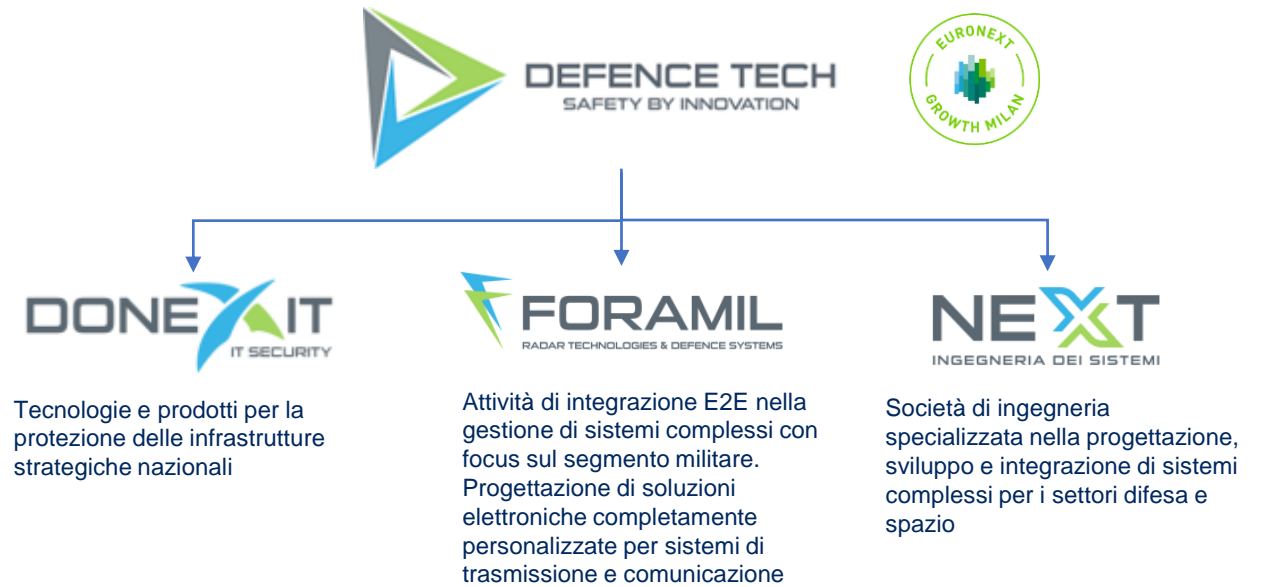 DEFENCE TECH
SAFETY BY INNOVATION
EURONEXT
GROWTH MILAN
DONEXIT
IT SECURITY
Tecnologie e prodotti per la
protezione delle infrastrutture
strategiche nazionali
FORAMIL
RADAR TECHNOLOGIES & DEFENCE SYSTEMS
Attività di integrazione E2E nella
gestione di sistemi complessi con
focus sul segmento militare.
Progettazione di soluzioni
elettroniche completamente
personalizzate per sistemi di
trasmissione e comunicazione
NEXT
INGEGNERIA DEI SISTEMI
Società di ingegneria
specializzata nella progettazione,
sviluppo e integrazione di sistemi
complessi per i settori difesa e
spazio